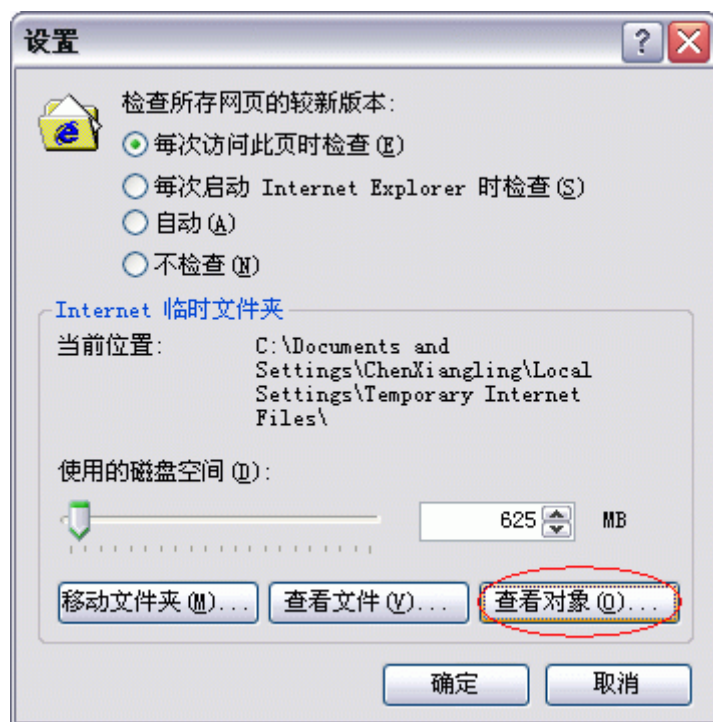 设置
检查所存网页的较新版本:
每次访问此页时检查(E)
每次启动 Internet Explorer 时检查(S)
自动(A)
不检查(N)
Internet 临时文件夹
当前位置: C:\Documents and
Settings\ChenXiangling\Local
Settings\Temporary Internet
Files\
使用的磁盘空间(D):
625 MB
移动文件夹(M)... 查看文件(V)... 查看对象(O)...
确定 取消